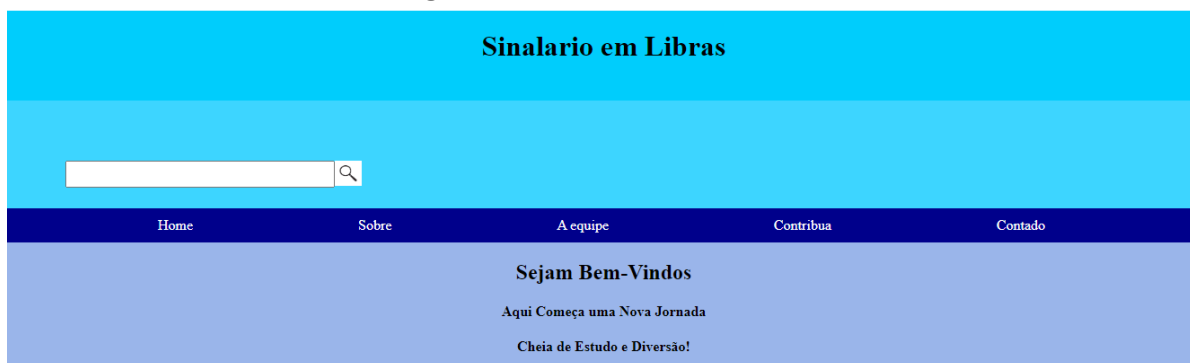 Sinalario em Libras
Home Sobre A equipe Contribua Contado
Sejam Bem-Vindos
Aqui Começa uma Nova Jornada
Cheia de Estudo e Diversão!